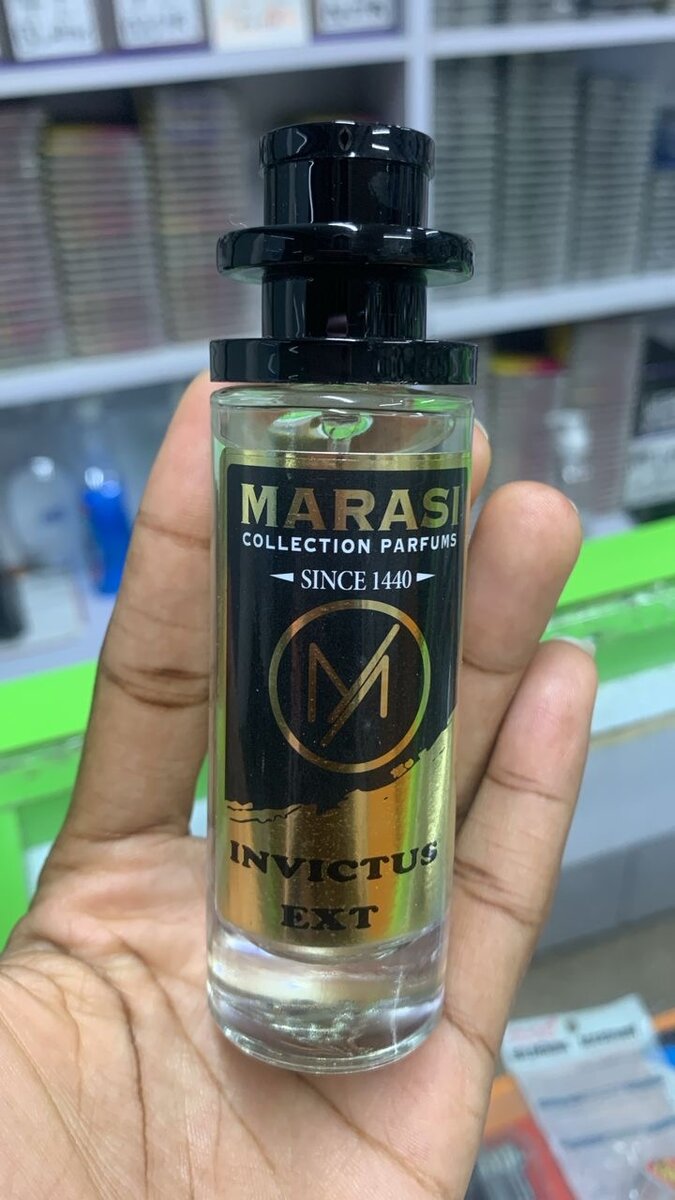 MARASI
COLLECTION PARFUMS
SINCE 1440
INVICTUS
EXT